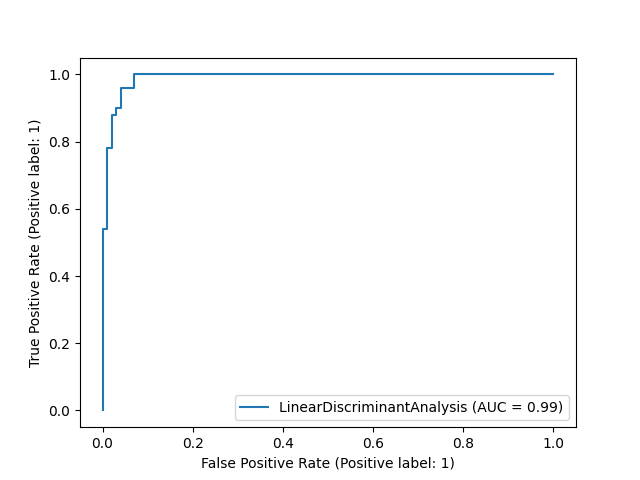 True Positive Rate (Positive label: 1)
1.0
0.8
0.6
0.4
0.2
0.0
LinearDiscriminantAnalysis (AUC = 0.99)
0.0 0.2 0.4 0.6 0.8 1.0
False Positive Rate (Positive label: 1)